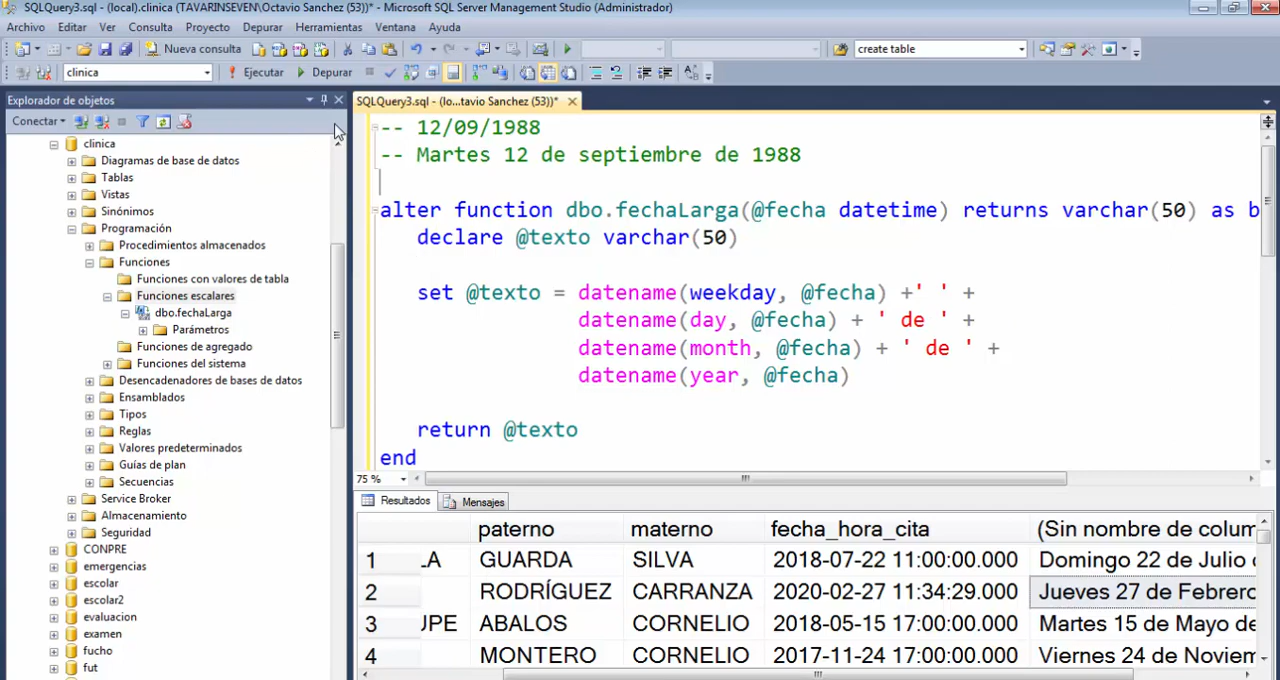 SQLQuery3.sql - (local).clinica (TAVARINSEVEN\Octavio Sanchez (53))* - Microsoft SQL Server Management Studio (Administrador)
Archivo Editar Ver Consulta Proyecto Depurar Herramientas Ventana Ayuda
Nueva consulta create table
clinica Ejecutar Depurar
Explorador de objetos
SQLQuery3.sql - (lo...tavio Sanchez (53))*
Conectar
clinica
Diagramas de base de datos
Tablas
Vistas
Sinónimos
Programación
Procedimientos almacenados
Funciones
Funciones con valores de tabla
Funciones escalares
dbo.fechaLarga
Parámetros
Funciones de agregado
Funciones del sistema
Desencadenadores de bases de datos
Ensamblados
Tipos
Reglas
Valores predeterminados
Guías de plan
Secuencias
Service Broker
Almacenamiento
Seguridad
CONPRE
emergencias
escolar
escolar2
evaluacion
examen
fucho
fut
-- 12/09/1988
-- Martes 12 de septiembre de 1988
alter function dbo.fechaLarga(@fecha datetime) returns varchar(50) as b
declare @texto varchar(50)
set @texto = datename(weekday, @fecha) +' ' +
datename(day, @fecha) + ' de ' +
datename(month, @fecha) + ' de ' +
datename(year, @fecha)
return @texto
end
75 %
Resultados Mensajes
paterno materno fecha_hora_cita (Sin nombre de colum
1 LA GUARDA SILVA 2018-07-22 11:00:00.000 Domingo 22 de Julio
2 RODRÍGUEZ CARRANZA 2020-02-27 11:34:29.000 Jueves 27 de Febrero
3 UPE ABALOS CORNELIO 2018-05-15 17:00:00.000 Martes 15 de Mayo de
4 MONTERO CORNELIO 2017-11-24 17:00:00.000 Viernes 24 de Noviem